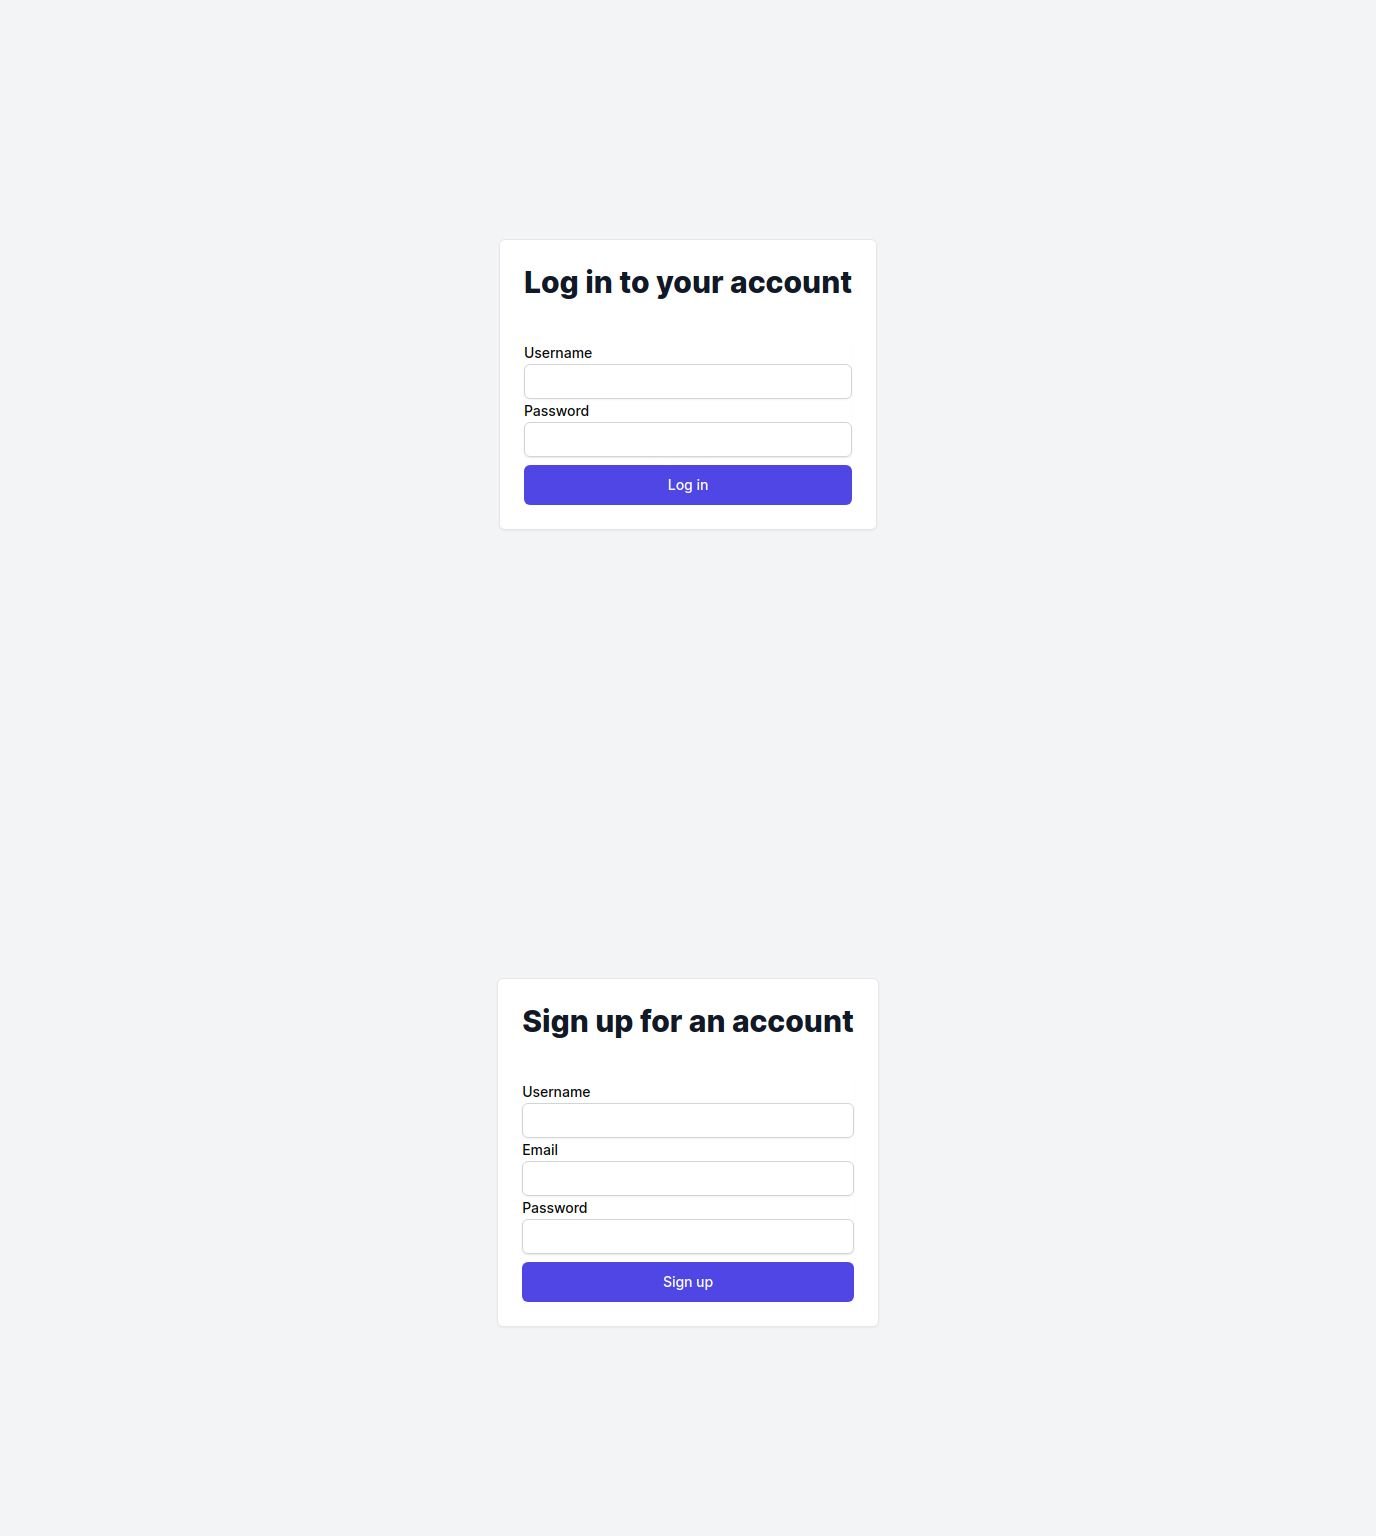 Log in to your account
Username
Password
Log in
Sign up for an account
Username
Email
Password
Sign up